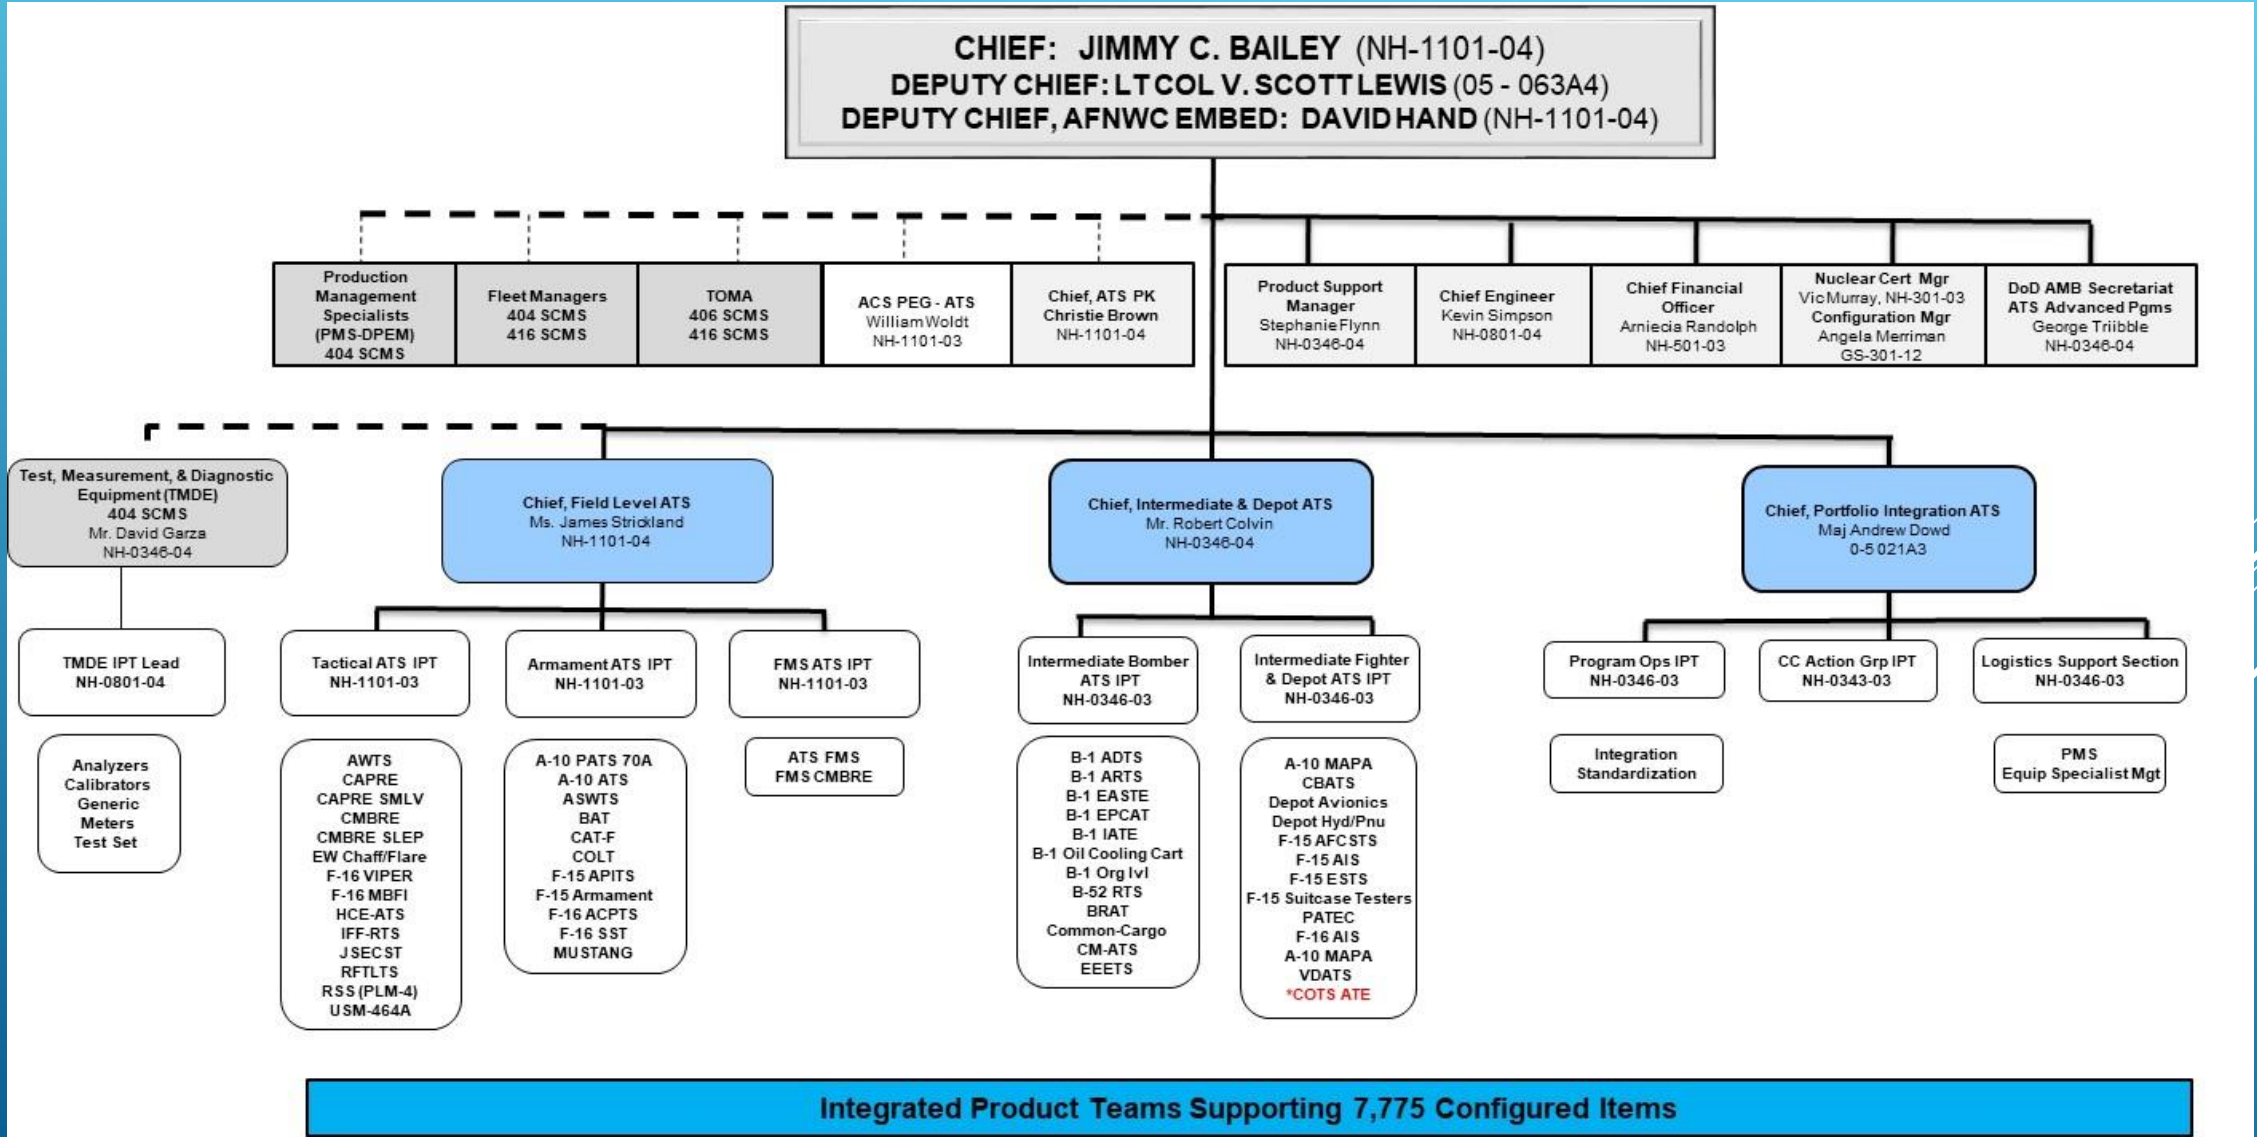 CHIEF: JIMMY C. BAILEY (NH-1101-04)
DEPUTY CHIEF: LT COL V. SCOTT LEWIS (05 - 063A4)
DEPUTY CHIEF, AFNWC EMBED: DAVID HAND (NH-1101-04)
Production
Management
Specialists
(PMS-DPEM)
404 SCMS
Fleet Managers
404 SCMS
416 SCMS
TOMA
406 SCMS
416 SCMS
ACS PEG - ATS
William Woldt
NH-1101-03
Chief, ATS PK
Christie Brown
NH-1101-04
Product Support
Manager
Stephanie Flynn
NH-0346-04
Chief Engineer
Kevin Simpson
NH-0801-04
Chief Financial
Officer
Arniecia Randolph
NH-501-03
Nuclear Cert Mgr
Vic Murray, NH-301-03
Configuration Mgr
Angela Merriman
GS-301-12
DoD AMB Secretariat
ATS Advanced Pgms
George Triibble
NH-0346-04
Test, Measurement, & Diagnostic
Equipment (TMDE)
404 SCMS
Mr. David Garza
NH-0346-04
Chief, Field Level ATS
Ms. James Strickland
NH-1101-04
Chief, Intermediate & Depot ATS
Mr. Robert Colvin
NH-0346-04
Chief, Portfolio Integration ATS
Maj Andrew Dowd
0-5 021A3
TMDE IPT Lead
NH-0801-04
Tactical ATS IPT
NH-1101-03
Armament ATS IPT
NH-1101-03
FMS ATS IPT
NH-1101-03
Intermediate Bomber
ATS IPT
NH-0346-03
Intermediate Fighter
& Depot ATS IPT
NH-0346-03
Program Ops IPT
NH-0346-03
CC Action Grp IPT
NH-0343-03
Logistics Support Section
NH-0346-03
Analyzers
Calibrators
Generic
Meters
Test Set
AWTS
CAPRE
CAPRE SMLV
CMBRE
CMBRE SLEP
EW Chaff/Flare
F-16 VIPER
F-16 MBFI
HCE-ATS
IFF-RTS
JSECST
RFTLTS
RSS (PLM-4)
USM-464A
A-10 PATS 70A
A-10 ATS
ASWTS
BAT
CAT-F
COLT
F-15 APITS
F-15 Armament
F-16 ACPTS
F-16 SST
MUSTANG
ATS FMS
FMS CMBRE
B-1 ADTS
B-1 ARTS
B-1 EASTE
B-1 EPCAT
B-1 IATE
B-1 Oil Cooling Cart
B-1 Org lvl
B-52 RTS
BRAT
Common-Cargo
CM-ATS
EEETS
A-10 MAPA
CBATS
Depot Avionics
Depot Hyd/Pnu
F-15 AFCSTS
F-15 AIS
F-15 ESTS
F-15 Suitcase Testers
PATEC
F-16 AIS
A-10 MAPA
VDATS
*COTS ATE
Integration
Standardization
PMS
Equip Specialist Mgt
Integrated Product Teams Supporting 7,775 Configured Items